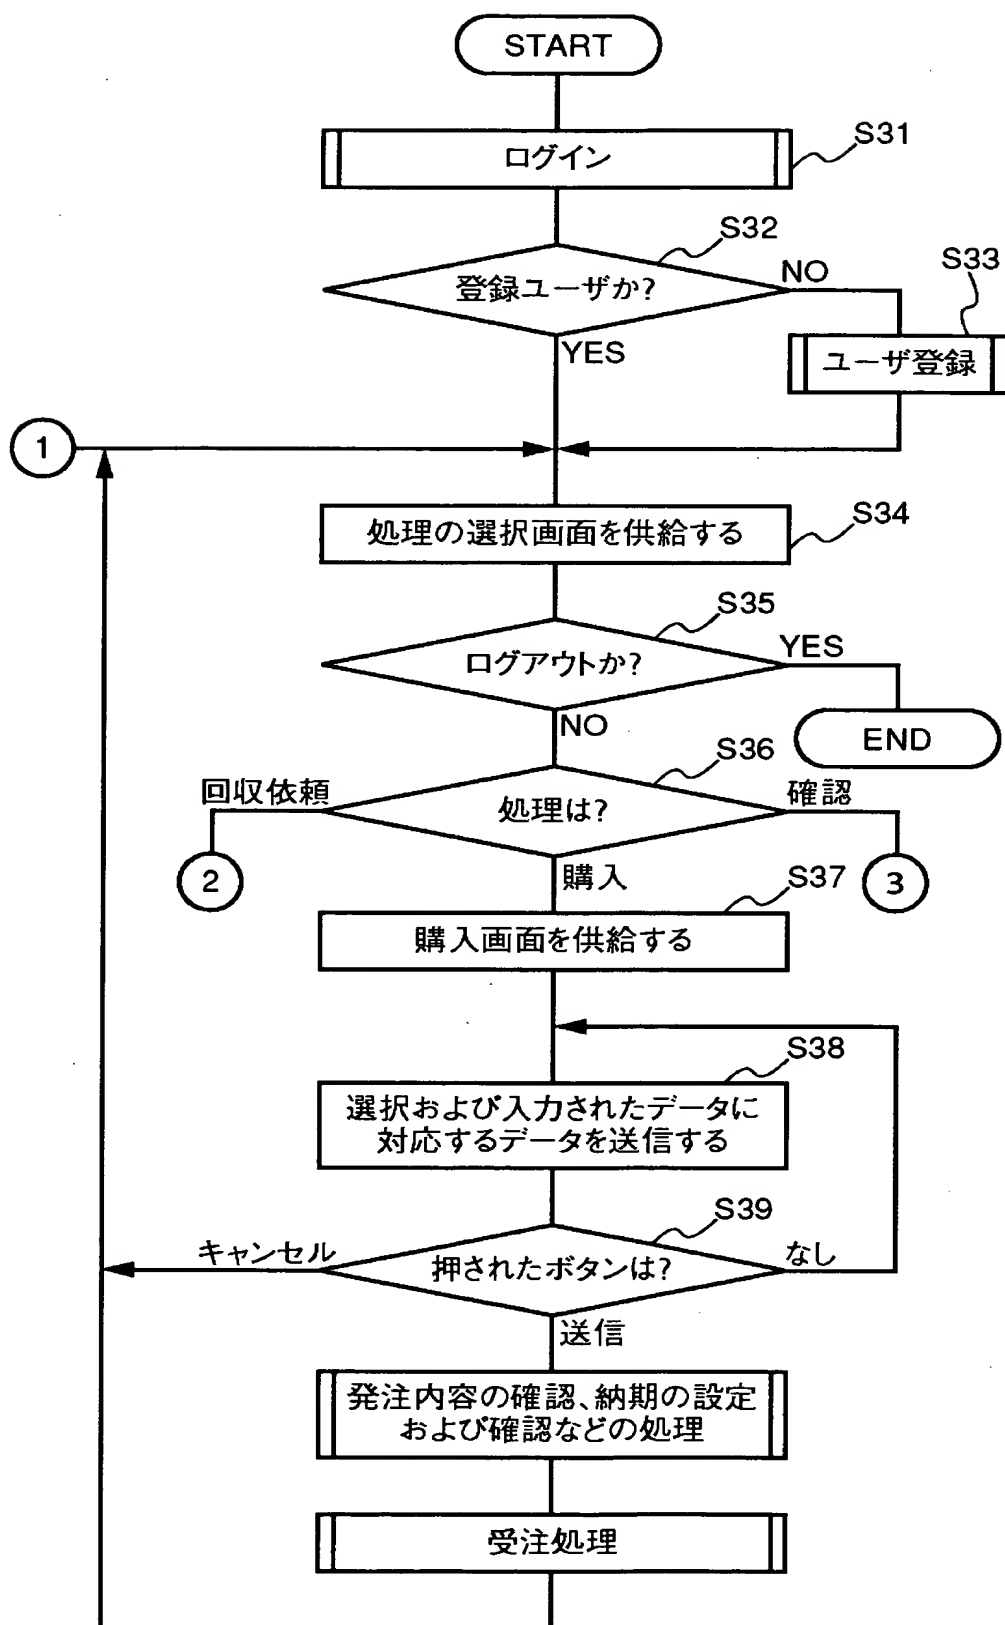 START
S31
ログイン
S32
登録ユーザか?
NO
S33
YES
ユーザ登録
1
S34
処理の選択画面を供給する
S35
ログアウトか?
YES
NO
END
S36
回収依頼
処理は?
確認
2
購入
3
S37
購入画面を供給する
S38
選択および入力されたデータに
対応するデータを送信する
S39
キャンセル
押されたボタンは?
なし
送信
発注内容の確認、納期の設定
および確認などの処理
受注処理